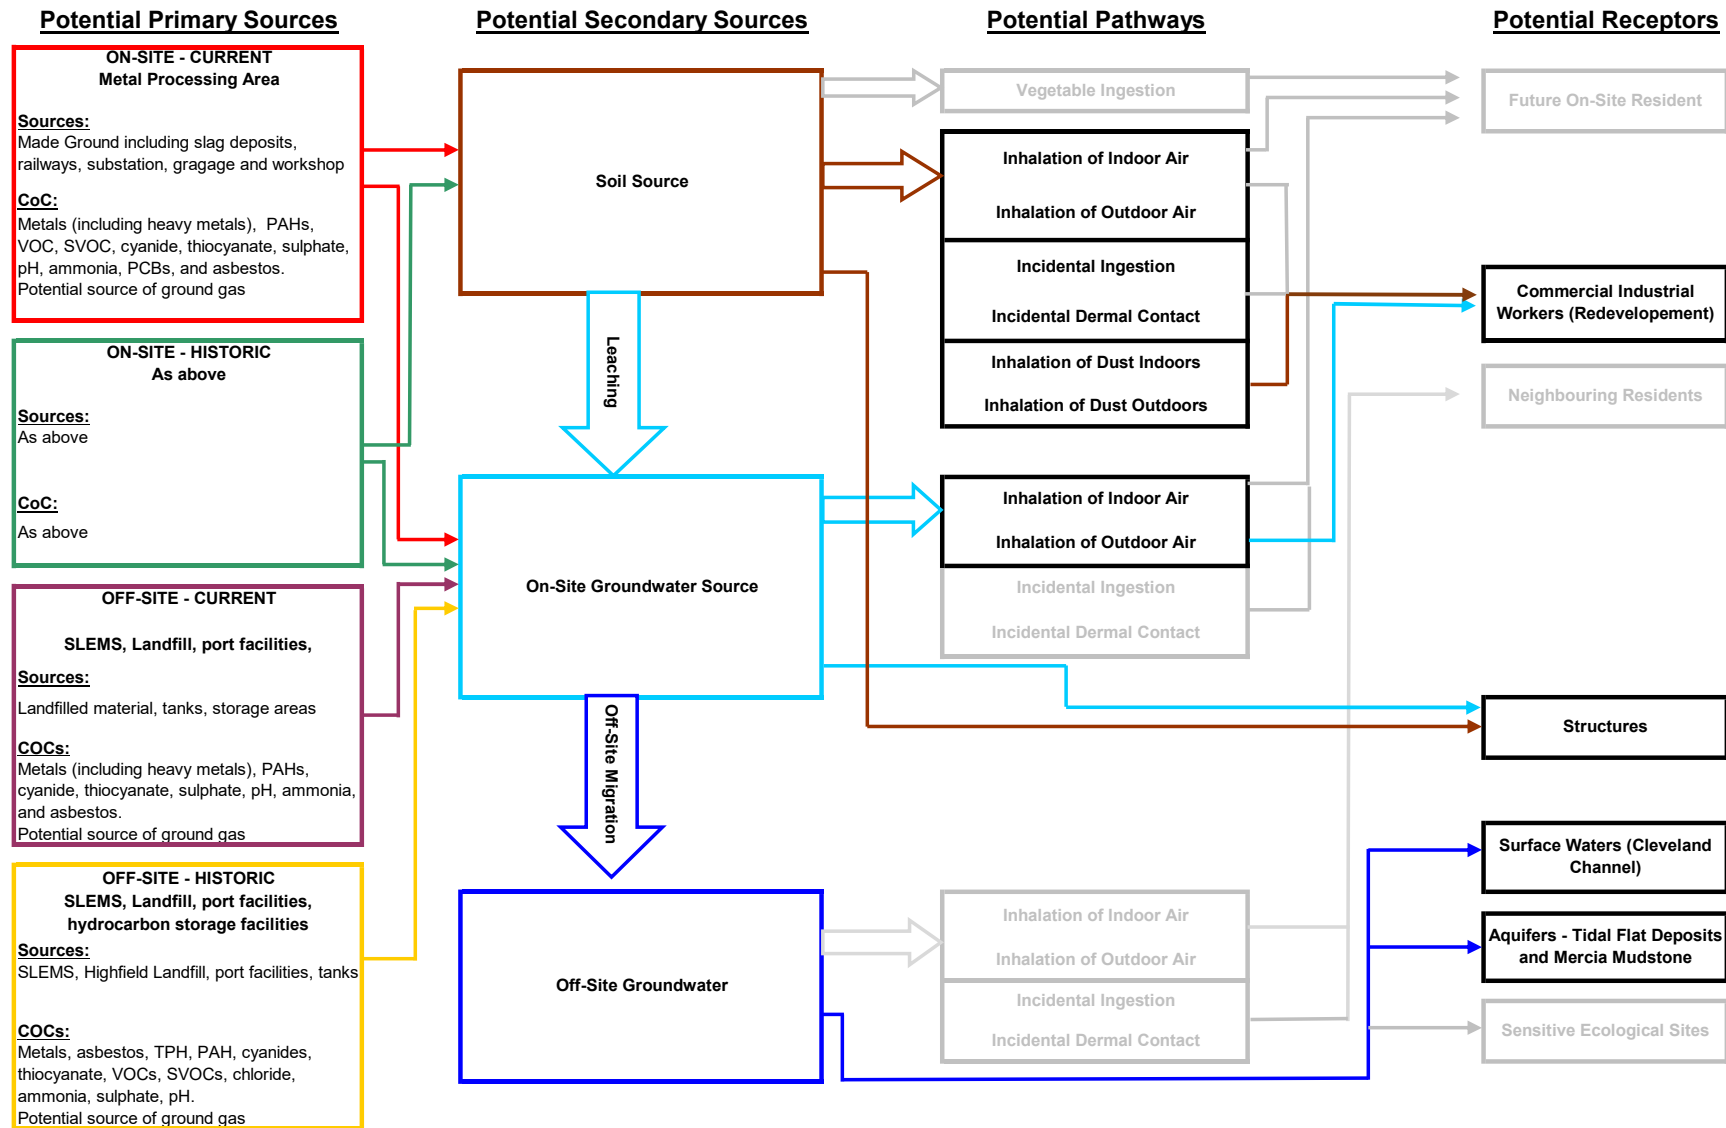 Potential Primary Sources
Potential Secondary Sources
Potential Pathways
Potential Receptors
ON-SITE - CURRENT
Metal Processing Area
Sources:
Made Ground including slag deposits,
railways, substation, gragage and workshop
CoC:
Metals (including heavy metals), PAHs,
VOC, SVOC, cyanide, thiocyanate, sulphate,
pH, ammonia, PCBs, and asbestos.
Potential source of ground gas
ON-SITE - HISTORIC
As above
Sources:
As above
CoC:
As above
OFF-SITE - CURRENT
SLEMS, Landfill, port facilities,
Sources:
Landfilled material, tanks, storage areas
COCs:
Metals (including heavy metals), PAHs,
cyanide, thiocyanate, sulphate, pH, ammonia,
and asbestos.
Potential source of ground gas
OFF-SITE - HISTORIC
SLEMS, Landfill, port facilities,
hydrocarbon storage facilities
Sources:
SLEMS, Highfield Landfill, port facilities, tanks
COCs:
Metals, asbestos, TPH, PAH, cyanides,
thiocyanate, VOCs, SVOCs, chloride,
ammonia, sulphate, pH.
Potential source of ground gas
Soil Source
Leaching
On-Site Groundwater Source
Off-Site Migration
Off-Site Groundwater
Vegetable Ingestion
Inhalation of Indoor Air
Inhalation of Outdoor Air
Incidental Ingestion
Incidental Dermal Contact
Inhalation of Dust Indoors
Inhalation of Dust Outdoors
Inhalation of Indoor Air
Inhalation of Outdoor Air
Incidental Ingestion
Incidental Dermal Contact
Inhalation of Indoor Air
Inhalation of Outdoor Air
Incidental Ingestion
Incidental Dermal Contact
Future On-Site Resident
Commercial Industrial
Workers (Redevelopement)
Neighbouring Residents
Structures
Surface Waters (Cleveland
Channel)
Aquifers - Tidal Flat Deposits
and Mercia Mudstone
Sensitive Ecological Sites